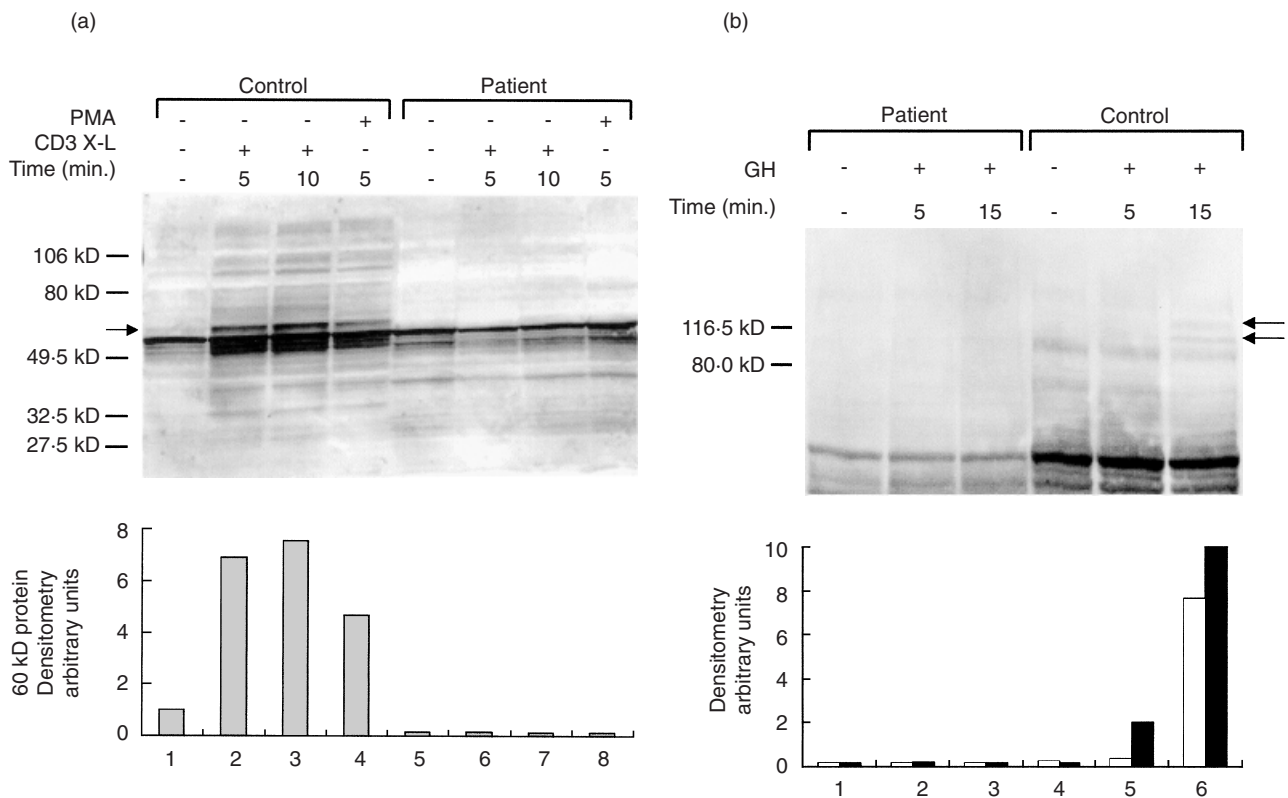 (a)
Control Patient
PMA - - - + - - - +
CD3 X-L - + + - - + + -
Time (min.) - 5 10 5 - 5 10 5
106 kD
80 kD
49·5 kD
32·5 kD
27·5 kD
60 kD protein
Densitometry
arbitrary units
8
6
4
2
0
1 2 3 4 5 6 7 8
(b)
Patient Control
GH - + + - + +
Time (min.) - 5 15 - 5 15
116·5 kD
80·0 kD
Densitometry
arbitrary units
10
8
6
4
2
0
1 2 3 4 5 6